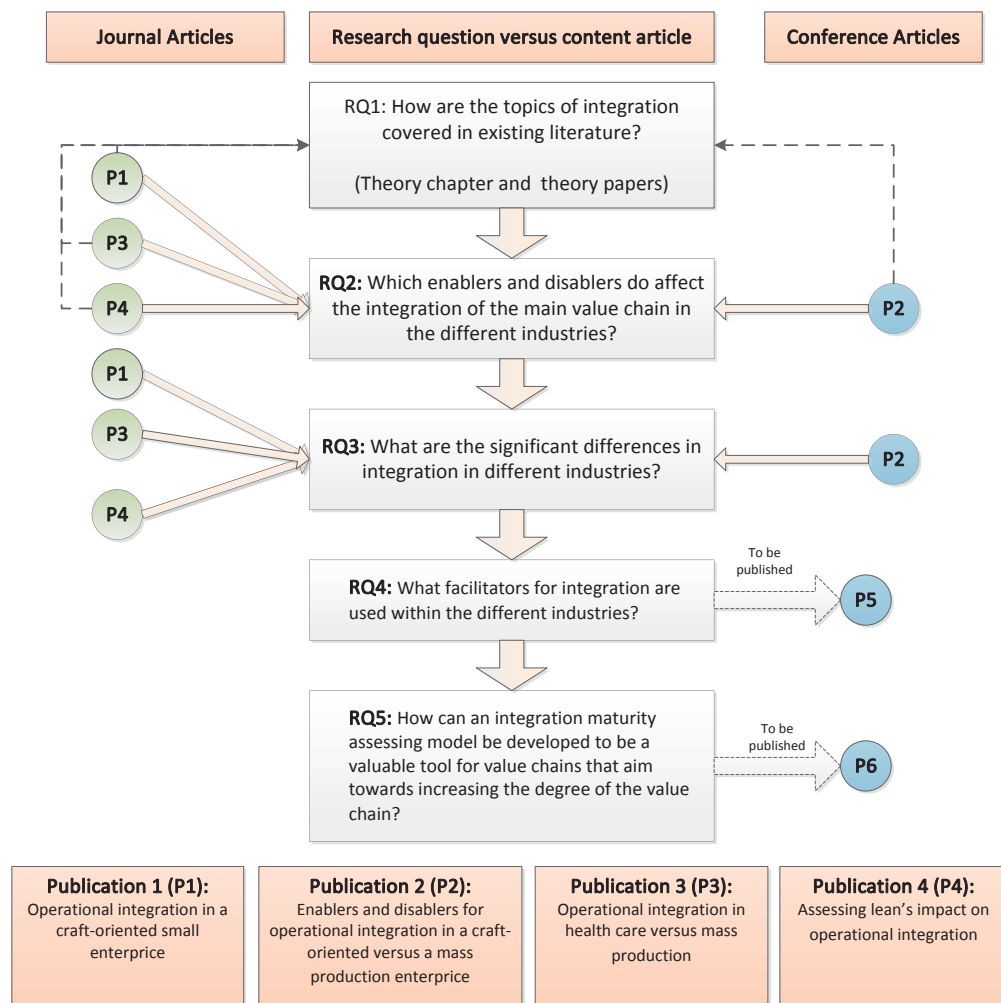 Journal Articles
Research question versus content article
Conference Articles
RQ1: How are the topics of integration
covered in existing literature?
(Theory chapter and theory papers)
P1
P3
RQ2: Which enablers and disablers do affect
the integration of the main value chain in
the different industries?
P4
P2
P1
P3
RQ3: What are the significant differences in
integration in different industries?
P2
P4
To be
published
RQ4: What facilitators for integration are
used within the different industries?
P5
RQ5: How can an integration maturity
assessing model be developed to be a
valuable tool for value chains that aim
towards increasing the degree of the value
chain?
To be
published
P6
Publication 1 (P1):
Operational integration in a
craft-oriented small
enterprice
Publication 2 (P2):
Enablers and disablers for
operational integration in a craft-
oriented versus a mass
production enterprice
Publication 3 (P3):
Operational integration in
health care versus mass
production
Publication 4 (P4):
Assessing lean's impact on
operational integration